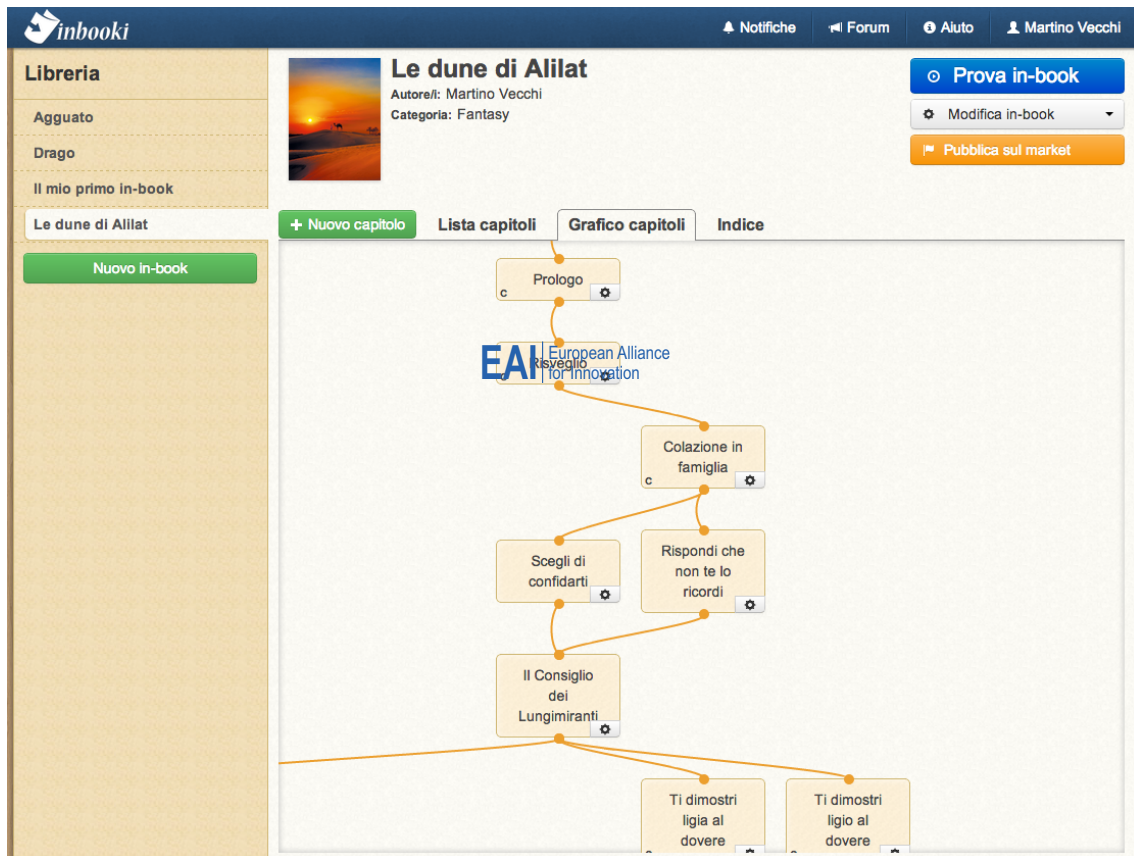 inbooki
Notifiche
Forum
Aiuto
Martino Vecchi
Libreria
Agguato
Drago
Il mio primo in-book
Le dune di Alilat
Nuovo in-book
Le dune di Alilat
Autore/i: Martino Vecchi
Categoria: Fantasy
Prova in-book
Modifica in-book
Pubblica sul market
+ Nuovo capitolo
Lista capitoli
Grafico capitoli
Indice
Prologo
c
Risveglio
c
EAI
European Alliance
for Innovation
Colazione in
famiglia
c
Scegli di
confidarti
Rispondi che
non te lo
ricordi
Il Consiglio
dei
Lungimiranti
Ti dimostri
ligia al
dovere
Ti dimostri
ligio al
dovere